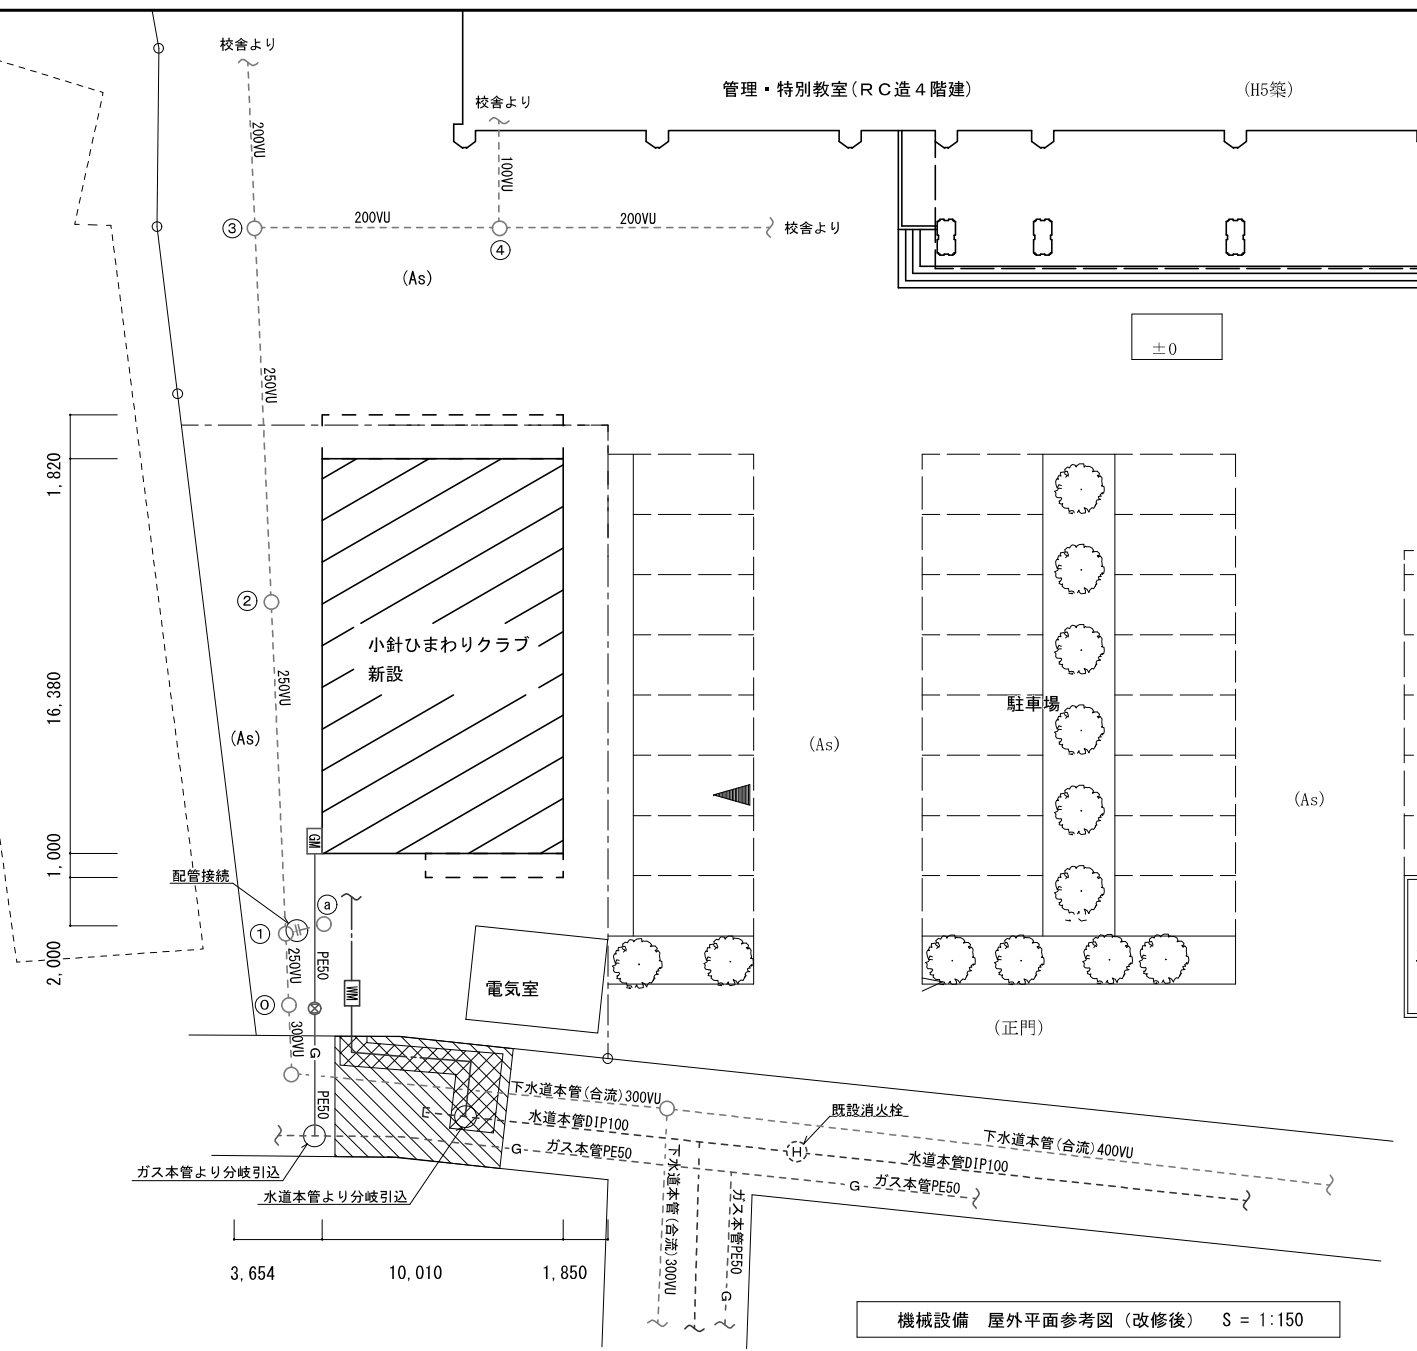 校舎より
管理・特別教室(ＲＣ造４階建)
(H5築)
校舎より
200VU
100VU
③
200VU
200VU
校舎より
④
(As)
±0
250VU
1,820
②
小針ひまわりクラブ
新設
250VU
16,380
駐車場
(As)
(As)
(As)
GM
1,000
配管接続
ⓐ
①
250VU
PE50
2,000
電気室
WM
⓪
300VU
G
(正門)
PE50
下水道本管(合流)300VU
水道本管DIP100
既設消火栓
H
下水道本管(合流)400VU
G
ガス本管PE50
水道本管DIP100
ガス本管より分岐引込
G
ガス本管PE50
水道本管より分岐引込
下水道本管(合流)300VU
ガス本管PE50
G
3,654
10,010
1,850
機械設備　屋外平面参考図（改修後）　S = 1:150